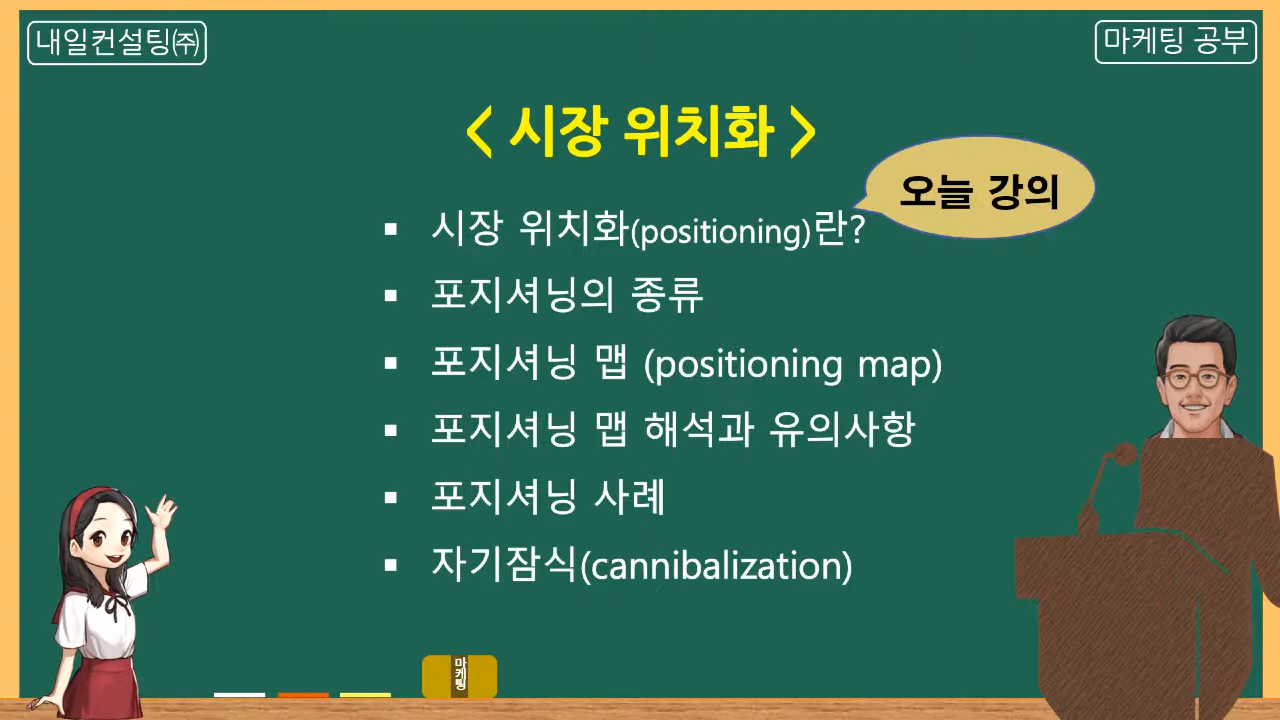 내일컨설팅㈜
마케팅 공부
< 시장 위치화 >
오늘 강의
▪ 시장 위치화(positioning)란?
▪ 포지셔닝의 종류
▪ 포지셔닝 맵 (positioning map)
▪ 포지셔닝 맵 해석과 유의사항
▪ 포지셔닝 사례
▪ 자기잠식(cannibalization)
마케팅